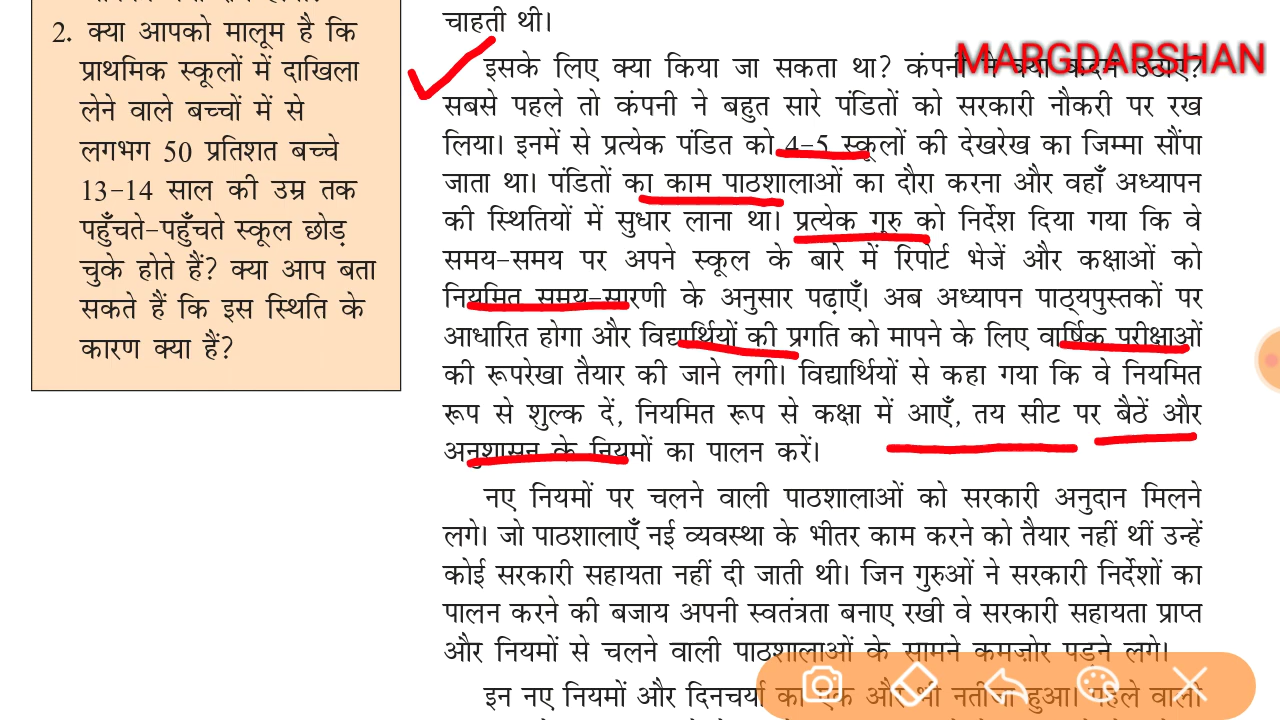 2. क्या आपको मालूम है कि
प्राथमिक स्कूलों में दाखिला
लेने वाले बच्चों में से
लगभग 50 प्रतिशत बच्चे
13-14 साल की उम्र तक
पहुँचते-पहुँचते स्कूल छोड़
चुके होते हैं? क्या आप बता
सकते हैं कि इस स्थिति के
कारण क्या हैं?
चाहती थी।
MARGDARSHAN
इसके लिए क्या किया जा सकता था? कंपनी ने क्या कदम उठाए?
सबसे पहले तो कंपनी ने बहुत सारे पंडितों को सरकारी नौकरी पर रख
लिया। इनमें से प्रत्येक पंडित को 4-5 स्कूलों की देखरेख का जिम्मा सौंपा
जाता था। पंडितों का काम पाठशालाओं का दौरा करना और वहाँ अध्यापन
की स्थितियों में सुधार लाना था। प्रत्येक गुरु को निर्देश दिया गया कि वे
समय-समय पर अपने स्कूल के बारे में रिपोर्ट भेजें और कक्षाओं को
नियमित समय-सारणी के अनुसार पढ़ाएँ। अब अध्यापन पाठ्यपुस्तकों पर
आधारित होगा और विद्यार्थियों की प्रगति को मापने के लिए वार्षिक परीक्षाओं
की रूपरेखा तैयार की जाने लगी। विद्यार्थियों से कहा गया कि वे नियमित
रूप से शुल्क दें, नियमित रूप से कक्षा में आएँ, तय सीट पर बैठें और
अनुशासन के नियमों का पालन करें।
नए नियमों पर चलने वाली पाठशालाओं को सरकारी अनुदान मिलने
लगे। जो पाठशालाएँ नई व्यवस्था के भीतर काम करने को तैयार नहीं थीं उन्हें
कोई सरकारी सहायता नहीं दी जाती थी। जिन गुरुओं ने सरकारी निर्देशों का
पालन करने की बजाय अपनी स्वतंत्रता बनाए रखी वे सरकारी सहायता प्राप्त
और नियमों से चलने वाली पाठशालाओं के सामने कमज़ोर पड़ने लगे।
इन नए नियमों और दिनचर्या का एक और भी नतीजा हुआ। पहले वाली